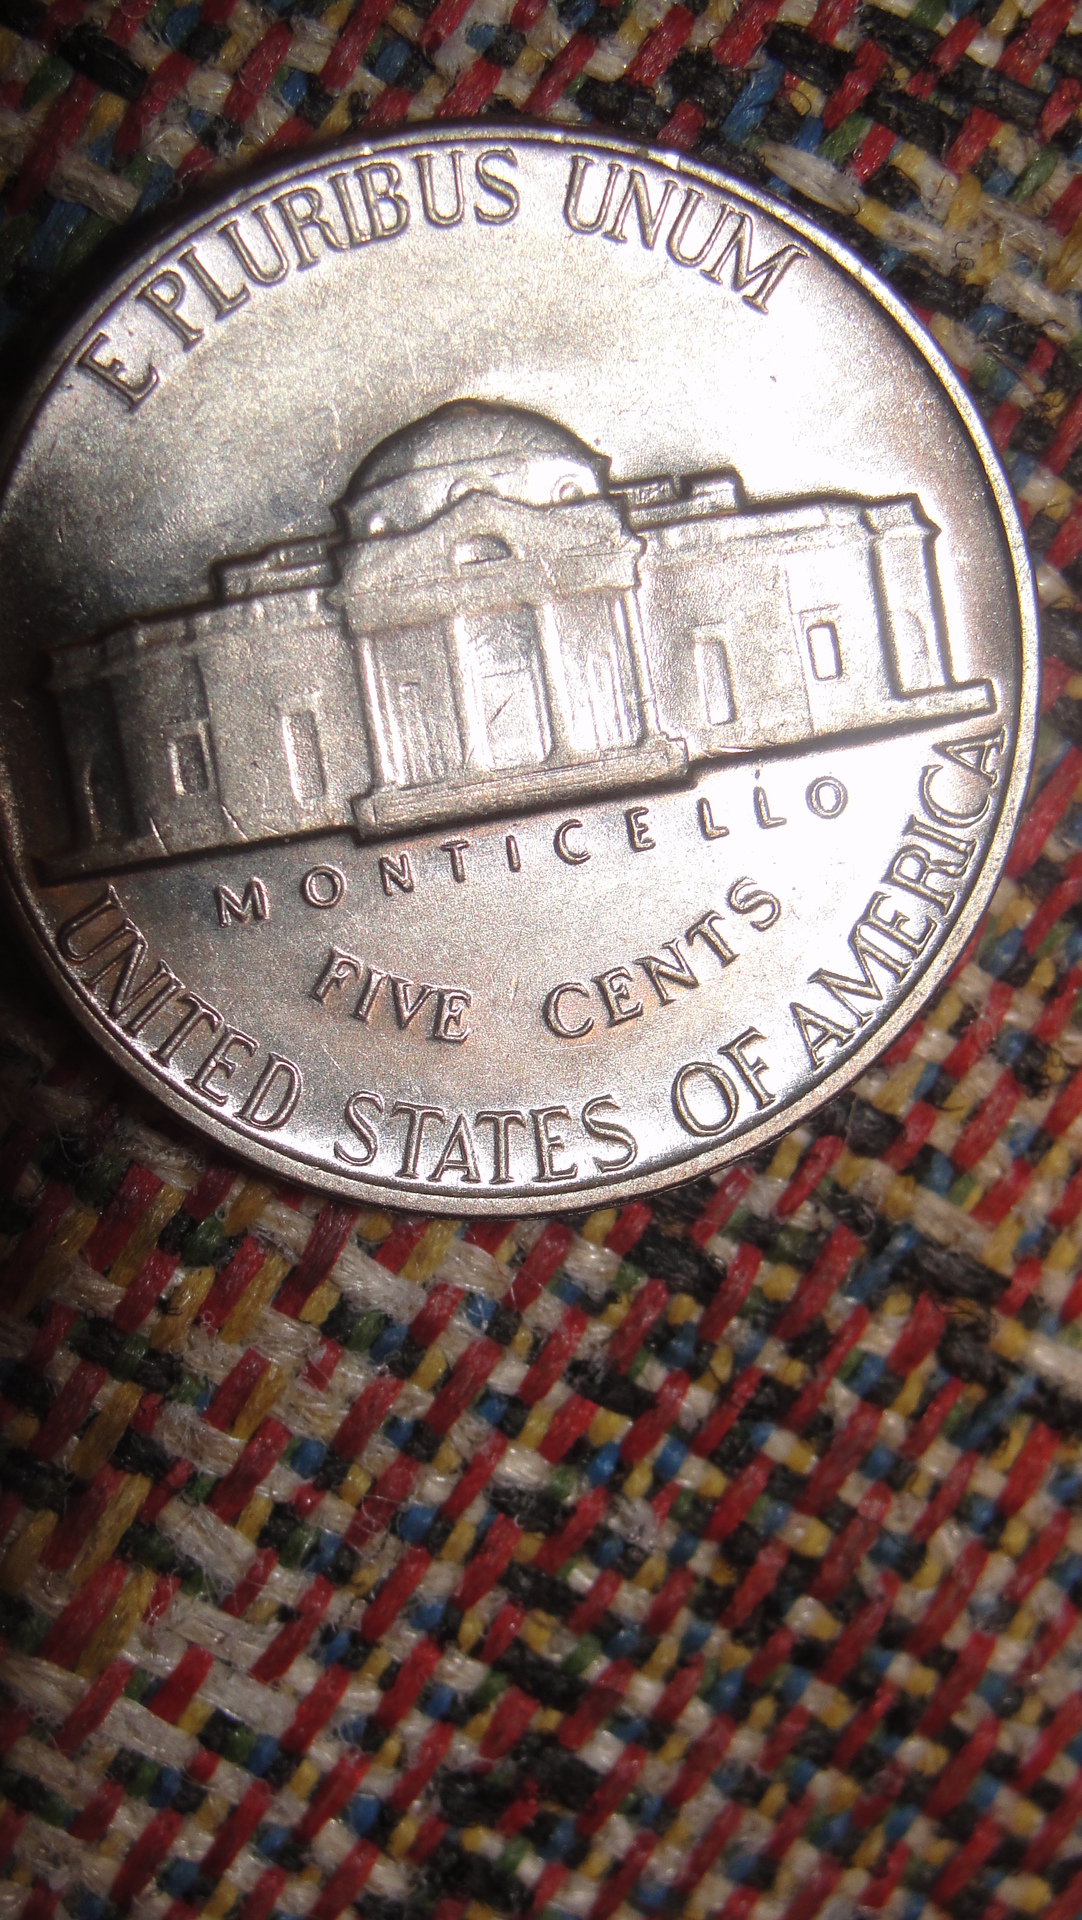 E PLURIBUS UNUM
MONTICELLO
FIVE CENTS
UNITED STATES OF AMERICA